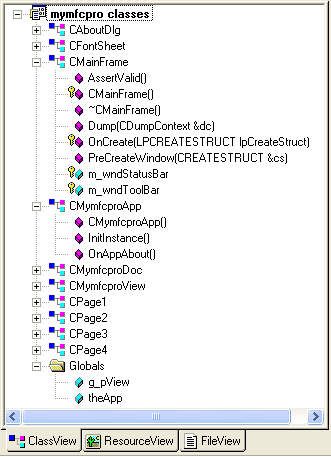 mymfcpro classes
CAboutDlg
CFontSheet
CMainFrame
AssertValid()
CMainFrame()
~CMainFrame()
Dump(CDumpContext &dc)
OnCreate(LPCREATESTRUCT lpCreateStruct)
PreCreateWindow(CREATESTRUCT &cs)
m_wndStatusBar
m_wndToolBar
CMymfcproApp
CMymfcproApp()
InitInstance()
OnAppAbout()
CMymfcproDoc
CMymfcproView
CPage1
CPage2
CPage3
CPage4
Globals
g_pView
theApp
ClassView ResourceView FileView